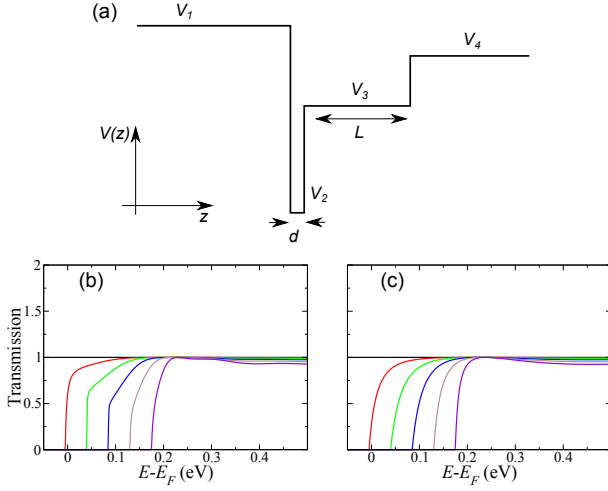 (a)
V1
V4
V3
V(z)
L
V2
z
d
(b)
(c)
2
1.5
1
0.5
0
Transmission
0 0.1 0.2 0.3 0.4
0 0.1 0.2 0.3 0.4
E-EF (eV)
E-EF (eV)